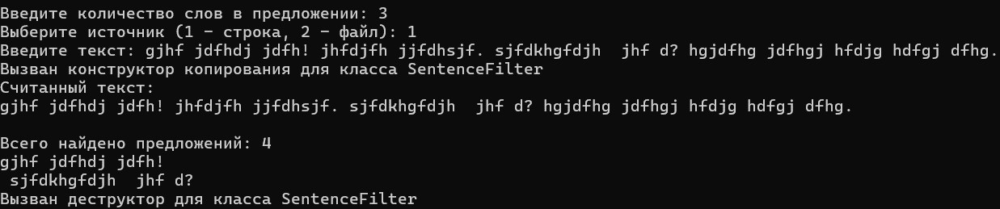 Введите количество слов в предложении: 3
Выберите источник (1 – строка, 2 – файл): 1
Введите текст: gjhf jdfhdj jdfh! jhfdjfh jjfdhsjf. sjfdkhgfdjh  jhf d? hgjdfhg jdfhgj hfdjg hdfgj dfhg.
Вызван конструктор копирования для класса SentenceFilter
Считанный текст:
gjhf jdfhdj jdfh! jhfdjfh jjfdhsjf. sjfdkhgfdjh  jhf d? hgjdfhg jdfhgj hfdjg hdfgj dfhg.

Всего найдено предложений: 4
gjhf jdfhdj jdfh!
 sjfdkhgfdjh  jhf d?
Вызван деструктор для класса SentenceFilter